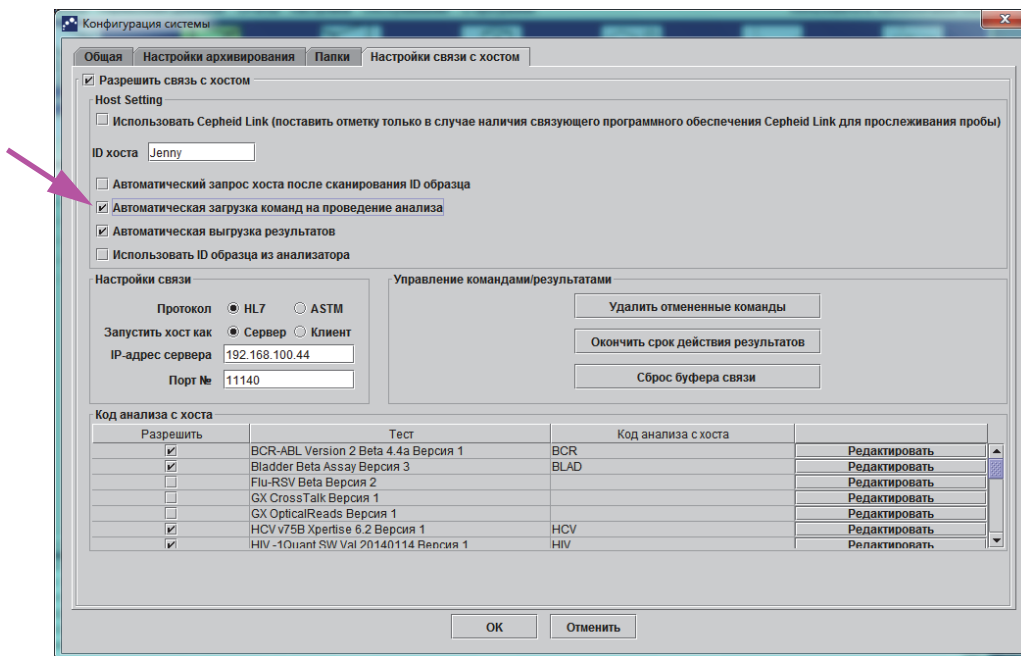 Конфигурация системы
Общая Настройки архивирования Папки Настройки связи с хостом
Разрешить связь с хостом
Host Setting
Использовать Cepheid Link (поставить отметку только в случае наличия связующего программного обеспечения Cepheid Link для прослеживания пробы)
ID хоста Jenny
Автоматический запрос хоста после сканирования ID образца
Автоматическая загрузка команд на проведение анализа
Автоматическая выгрузка результатов
Использовать ID образца из анализатора
Настройки связи
Протокол HL7 ASTM
Запустить хост как Сервер Клиент
IP-адрес сервера 192.168.100.44
Порт № 11140
Управление командами/результатами
Удалить отмененные команды
Окончить срок действия результатов
Сброс буфера связи
Код анализа с хоста
Разрешить Тест Код анализа с хоста
BCR-ABL Version 2 Beta 4.4a Версия 1 BCR Редактировать
Bladder Beta Assay Версия 3 BLAD Редактировать
Flu-RSV Beta Версия 2 Редактировать
GX CrossTalk Версия 1 Редактировать
GX OpticalReads Версия 1 Редактировать
HCV v75B Xpertise 6.2 Версия 1 HCV Редактировать
HIV -1Quant SW Val 20140114 Версия 1 HIV Редактировать
OK Отменить